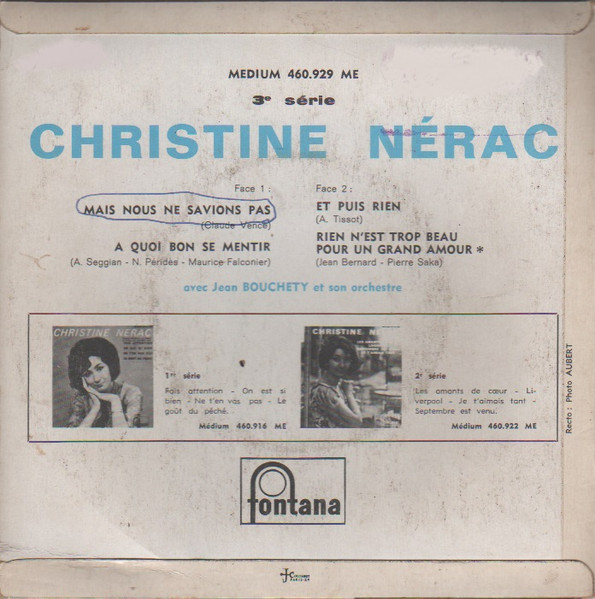 MEDIUM 460.929 ME
3e série
CHRISTINE NÉRAC
Face 1 :
MAIS NOUS NE SAVIONS PAS
(Claude Vence)
A QUOI BON SE MENTIR
(A. Seggian - N. Péridès - Maurice Falconier)
Face 2 :
ET PUIS RIEN
(A. Tissot)
RIEN N'EST TROP BEAU
POUR UN GRAND AMOUR *
(Jean Bernard - Pierre Saka)
avec Jean BOUCHETY et son orchestre
CHRISTINE NERAC
1re série
Fais attention - On est si
bien - Ne t'en vas pas - Le
goût du péché.
Médium 460.916 ME
CHRISTINE NE
2e série
Les amants de cœur - Li-
verpool - Je t'aimais tant -
Septembre est venu.
Médium 460.922 ME
Recto : Photo AUBERT
fontana